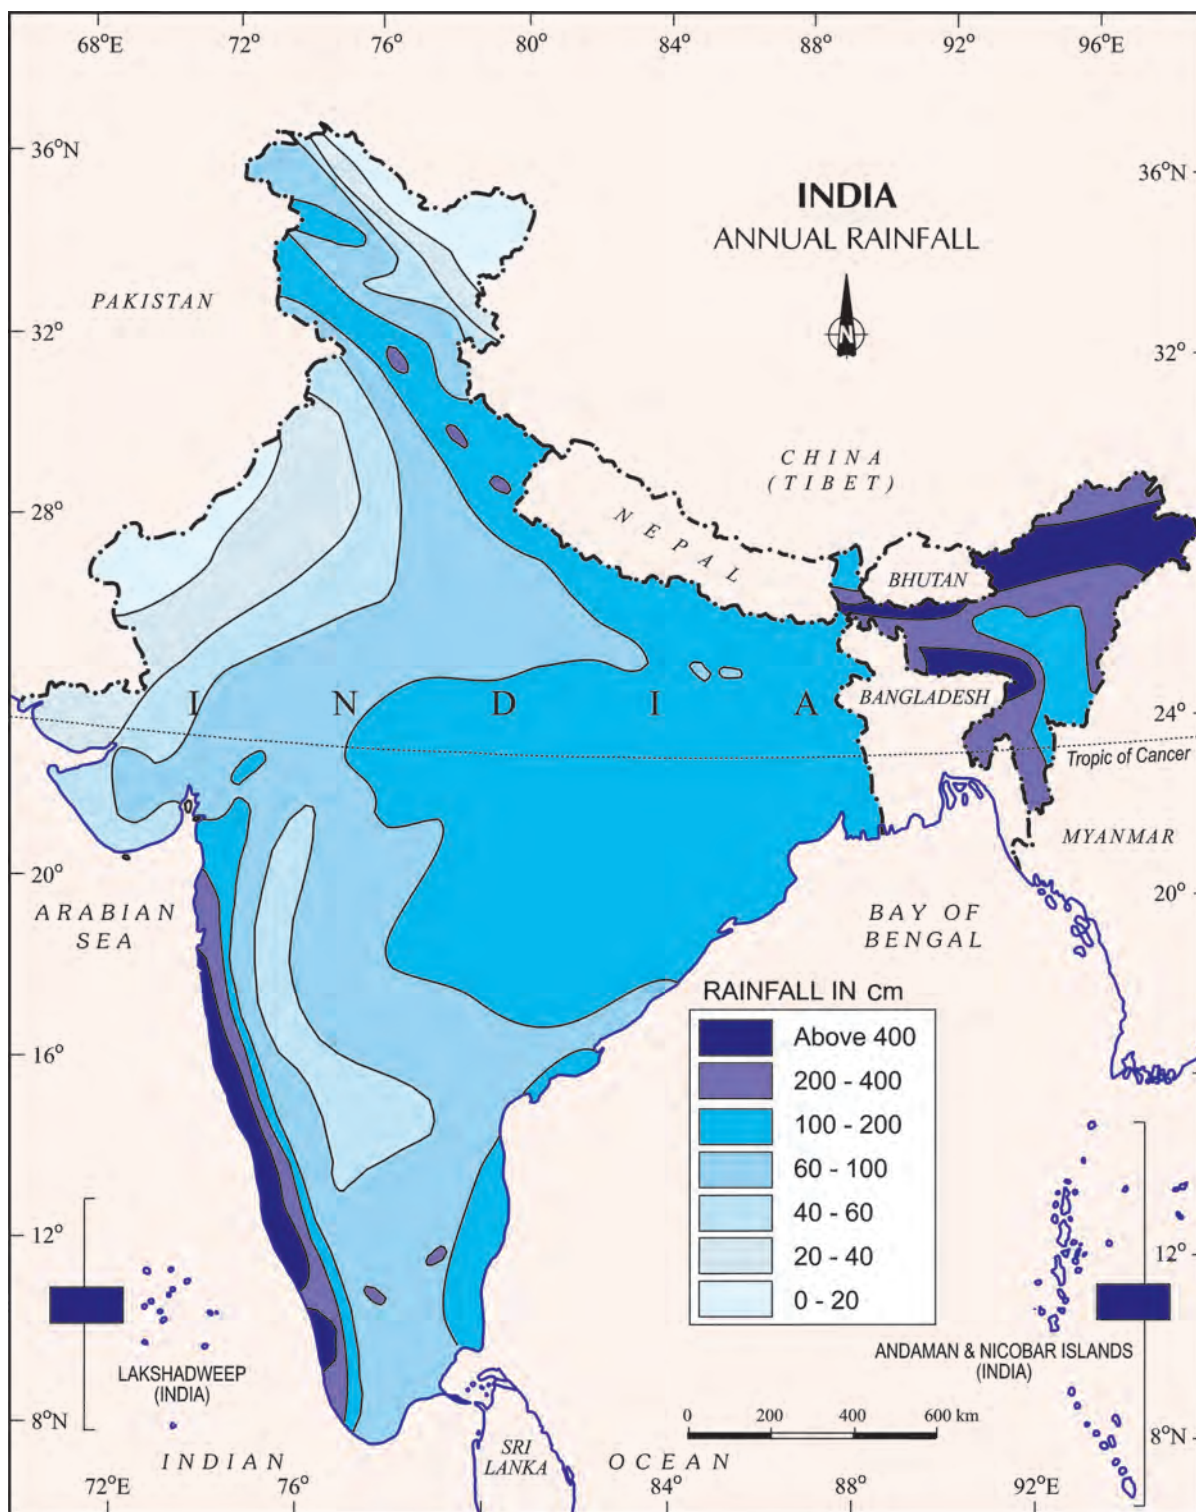 68°E 72° 76° 80° 84° 88° 92° 96°E
36°N
36°N
INDIA
ANNUAL RAINFALL
N
PAKISTAN
32°
32°
CHINA
(TIBET)
28°
28°
NEPAL
BHUTAN
INDIA
BANGLADESH
24°
24°
Tropic of Cancer
MYANMAR
20°
20°
ARABIAN
SEA
BAY OF
BENGAL
RAINFALL IN cm
Above 400
200 - 400
100 - 200
60 - 100
40 - 60
20 - 40
0 - 20
16°
12°
12°
LAKSHADWEEP
(INDIA)
ANDAMAN & NICOBAR ISLANDS
(INDIA)
0 200 400 600 km
8°N
8°N
SRI
LANKA
INDIAN OCEAN
72°E 76° 80° 84° 88° 92°E